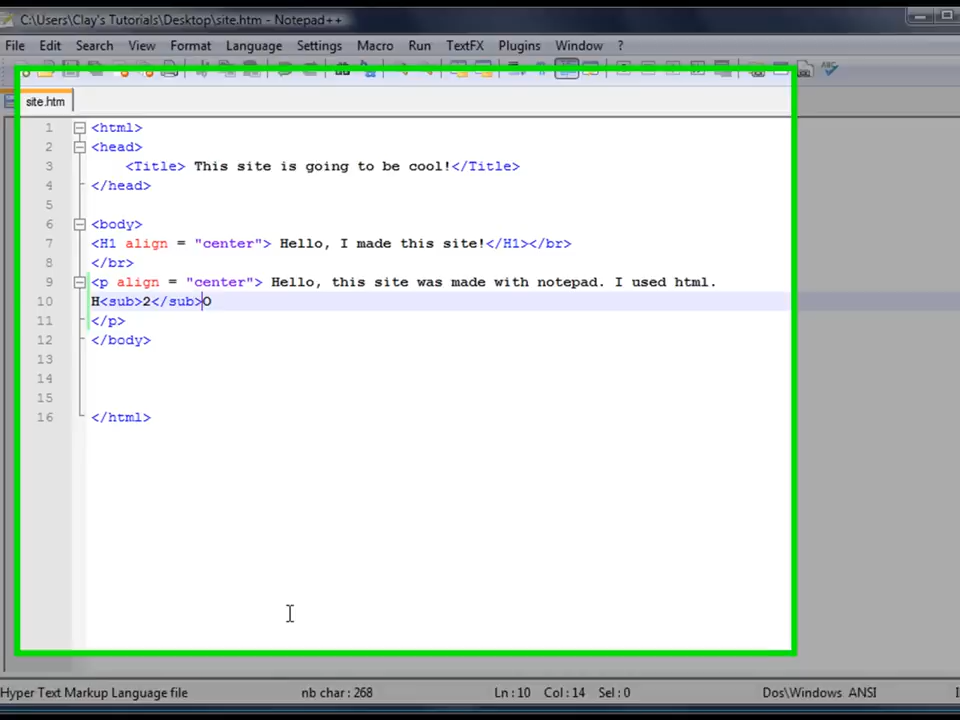 C:\Users\Clay's Tutorials\Desktop\site.htm - Notepad++
File Edit Search View Format Language Settings Macro Run TextFX Plugins Window ?
site.htm
1 <html>
2 <head>
3 <Title> This site is going to be cool!</Title>
4 </head>
5
6 <body>
7 <H1 align = "center"> Hello, I made this site!</H1></br>
8 </br>
9 <p align = "center"> Hello, this site was made with notepad. I used html.
10 H<sub>2</sub>O
11 </p>
12 </body>
13
14
15
16 </html>
Hyper Text Markup Language file nb char : 268 Ln : 10 Col : 14 Sel : 0 Dos\Windows ANSI